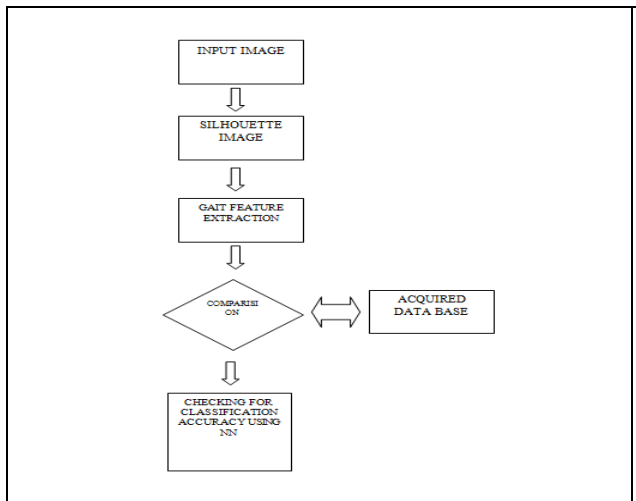 INPUT IMAGE
SILHOUETTE
IMAGE
GAIT FEATURE
EXTRACTION
COMPARISI
ON
ACQUIRED
DATA BASE
CHECKING FOR
CLASSIFICATION
ACCURACY USING
NN